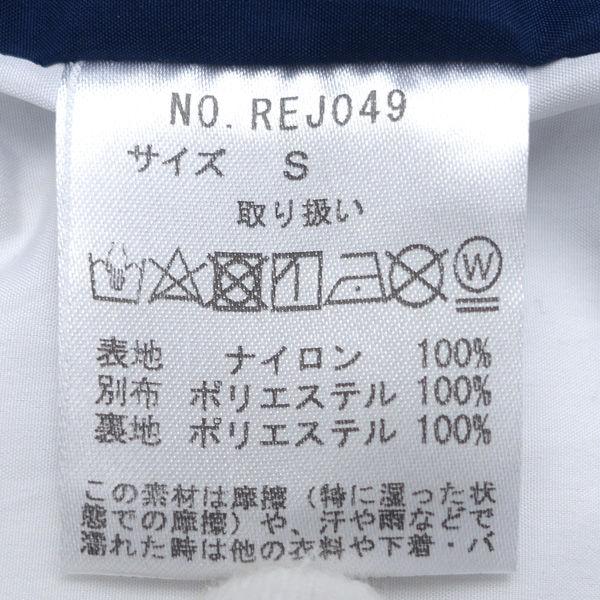 NO. REJ049
サイズ S
取り扱い
W
表地 ナイロン 100%
別布 ポリエステル 100%
裏地 ポリエステル 100%
この素材は摩擦（特に湿った状
態での摩擦）や、汗や雨などで
濡れた時は他の衣料や下着・バ